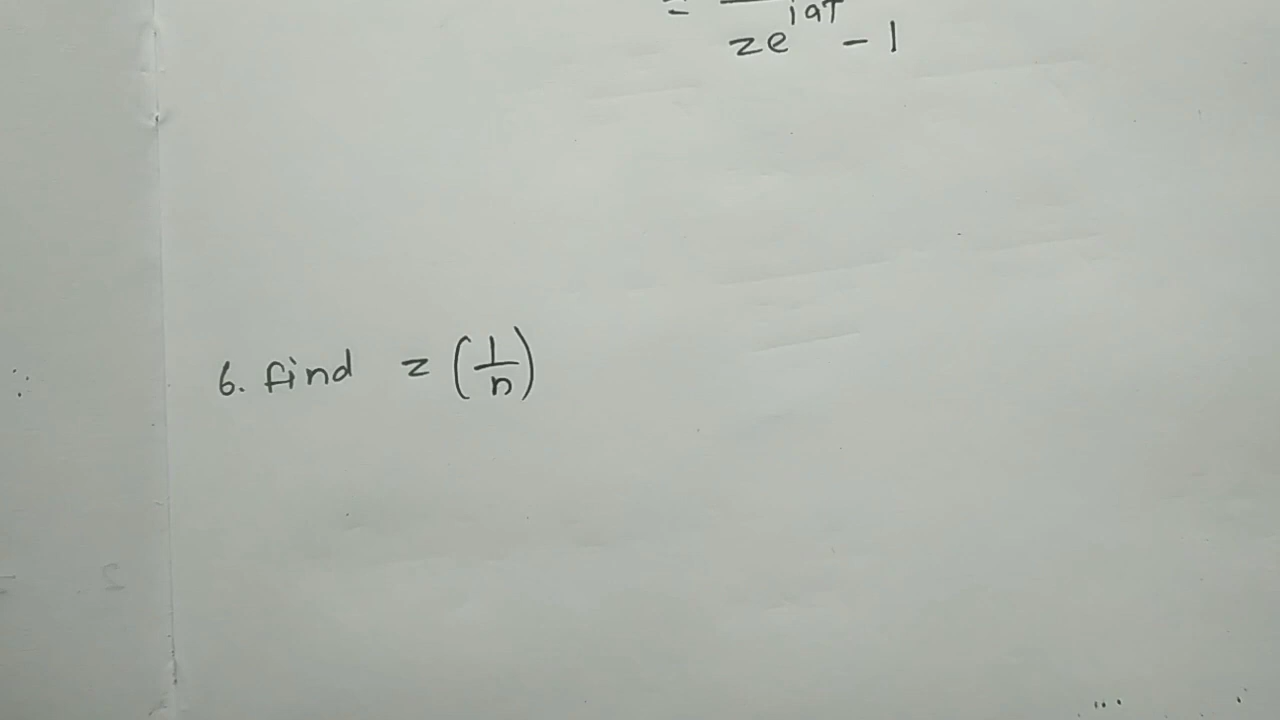 = iaT
ze - 1
6. find z (1/n)